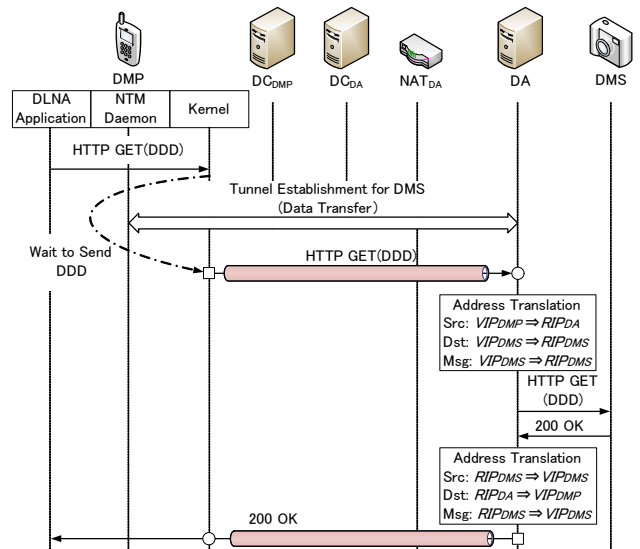 DMP
DC_DMP
DC_DA
NAT_DA
DA
DMS
DLNA Application
NTM Daemon
Kernel
HTTP GET(DDD)
Tunnel Establishment for DMS
(Data Transfer)
Wait to Send
DDD
HTTP GET(DDD)
Address Translation
Src: VIPDMP⇒RIPDA
Dst: VIPDMS⇒RIPDMS
Msg: VIPDMS⇒RIPDMS
HTTP GET
(DDD)
200 OK
Address Translation
Src: RIPDMS⇒VIPDMS
Dst: RIPDA⇒VIPDMP
Msg: RIPDMS⇒VIPDMS
200 OK